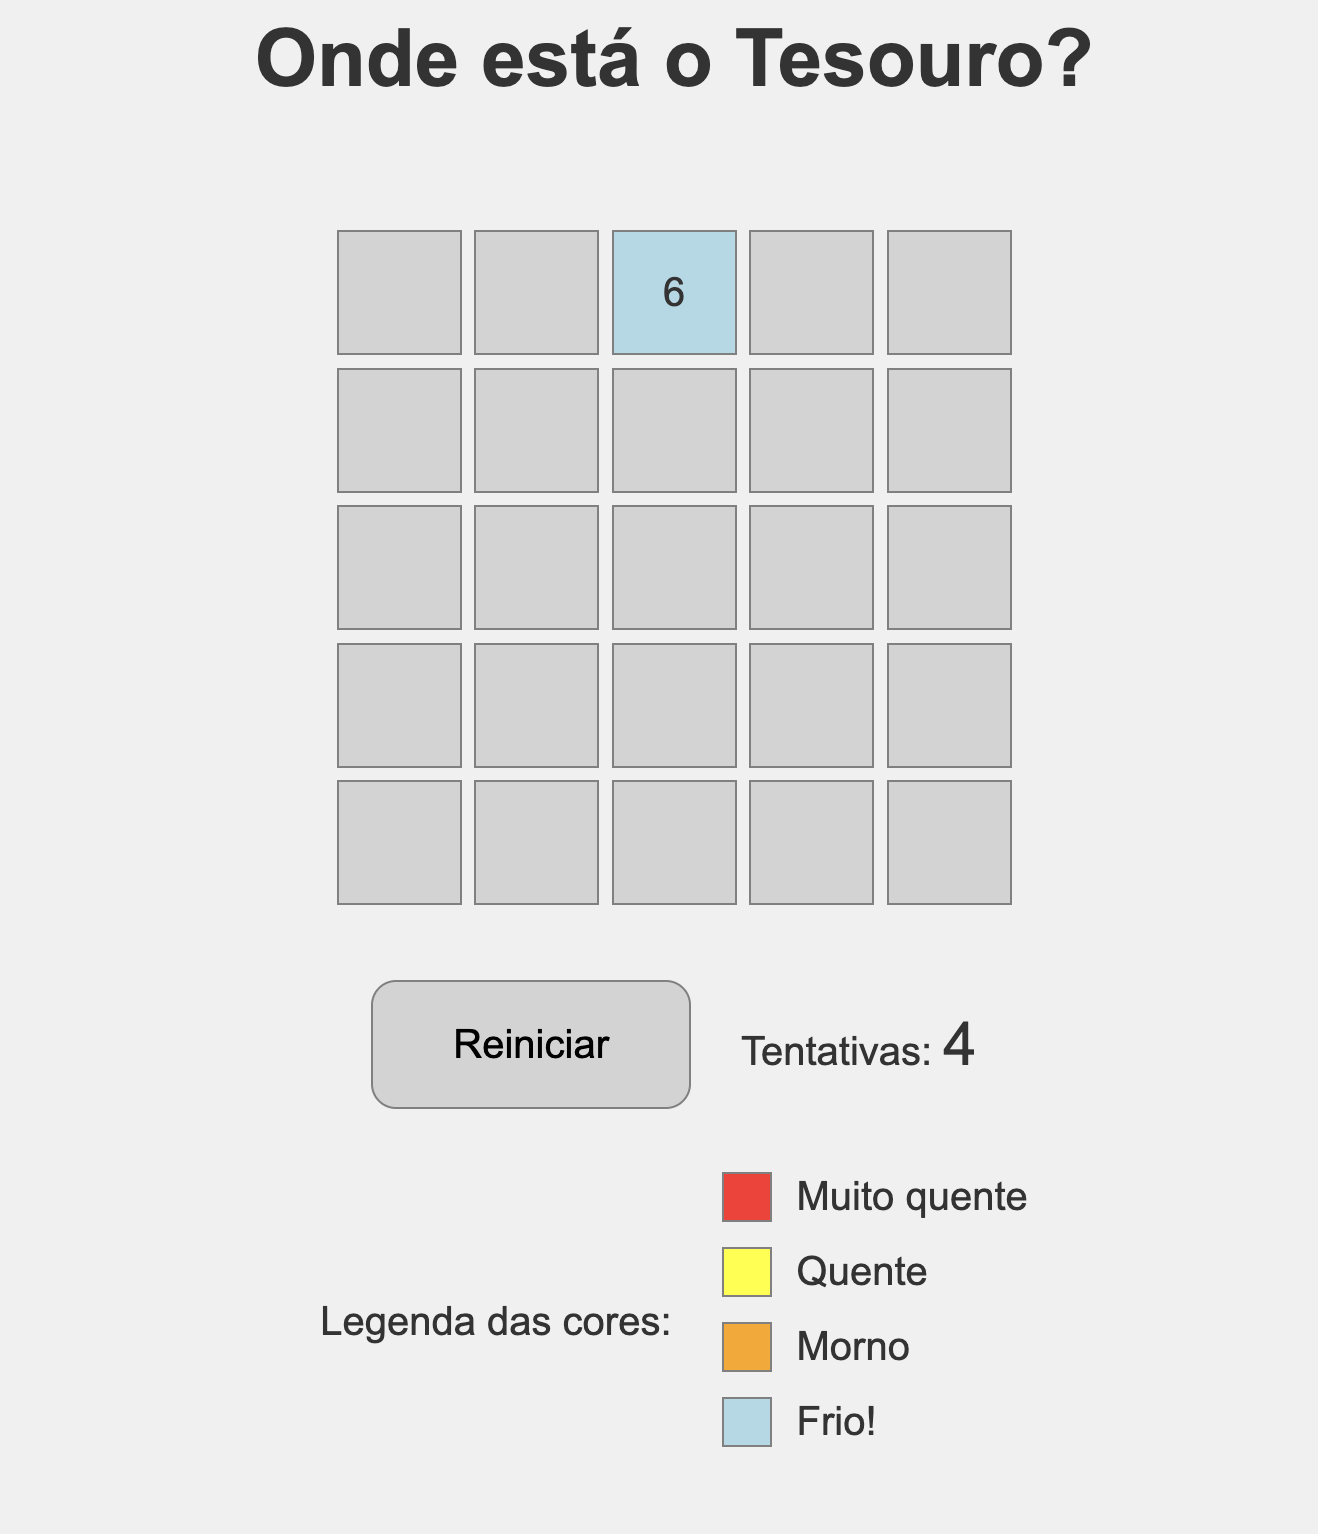 Onde está o Tesouro?
6
Reiniciar
Tentativas: 4
Legenda das cores:
Muito quente
Quente
Morno
Frio!